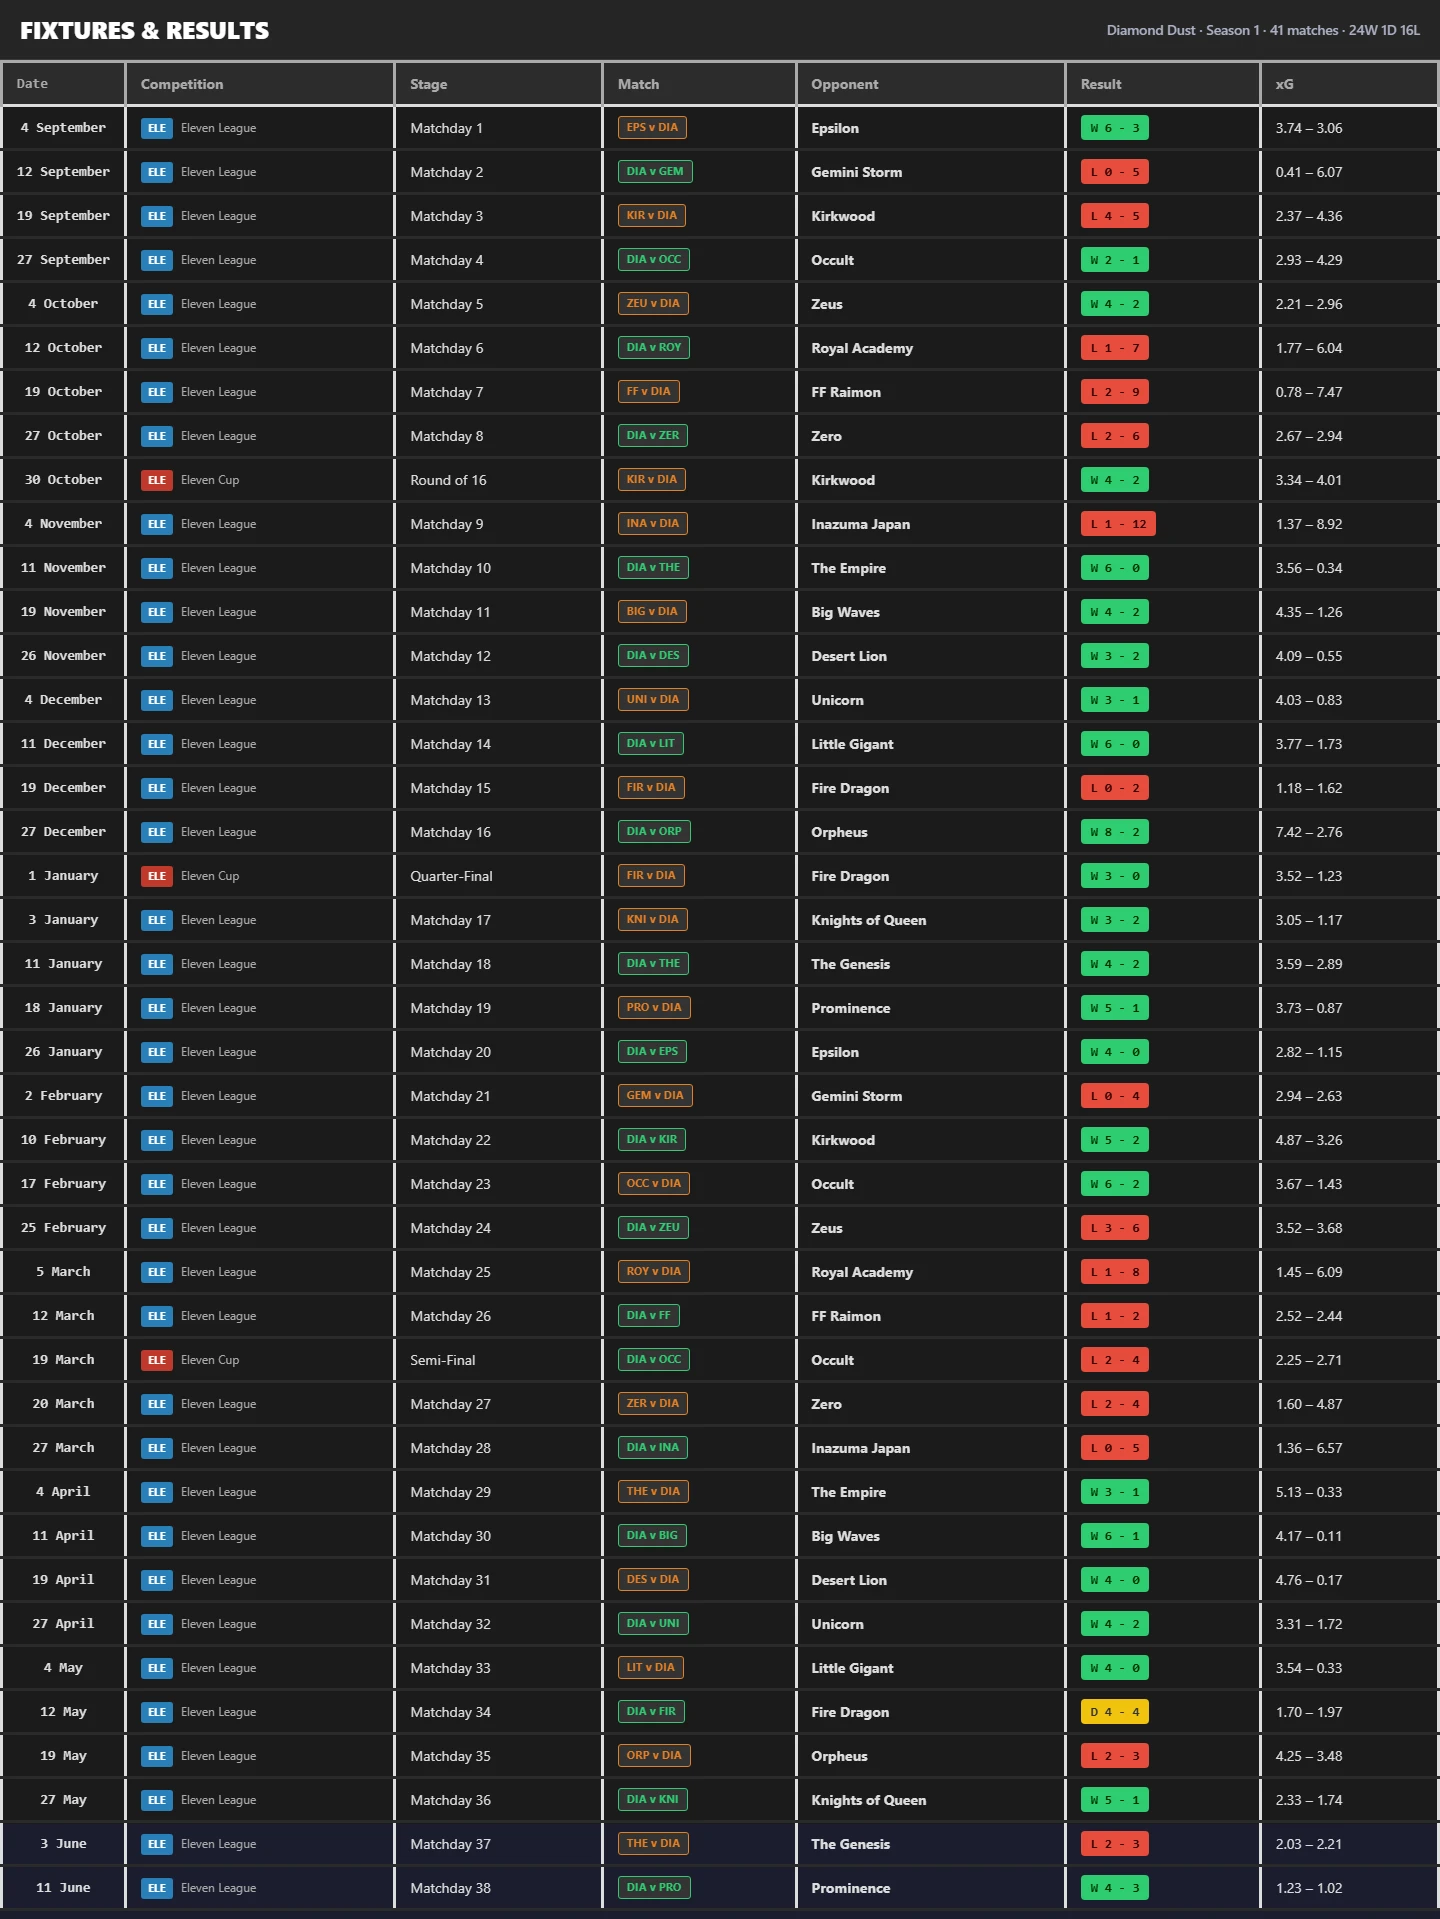 FIXTURES & RESULTS
Diamond Dust · Season 1 · 41 matches · 24W 1D 16L
Date Competition Stage Match Opponent Result xG
4 September ELE Eleven League Matchday 1 EPS v DIA Epsilon W 6 - 3 3.74 – 3.06
12 September ELE Eleven League Matchday 2 DIA v GEM Gemini Storm L 0 - 5 0.41 – 6.07
19 September ELE Eleven League Matchday 3 KIR v DIA Kirkwood L 4 - 5 2.37 – 4.36
27 September ELE Eleven League Matchday 4 DIA v OCC Occult W 2 - 1 2.93 – 4.29
4 October ELE Eleven League Matchday 5 ZEU v DIA Zeus W 4 - 2 2.21 – 2.96
12 October ELE Eleven League Matchday 6 DIA v ROY Royal Academy L 1 - 7 1.77 – 6.04
19 October ELE Eleven League Matchday 7 FF v DIA FF Raimon L 2 - 9 0.78 – 7.47
27 October ELE Eleven League Matchday 8 DIA v ZER Zero L 2 - 6 2.67 – 2.94
30 October ELE Eleven Cup Round of 16 KIR v DIA Kirkwood W 4 - 2 3.34 – 4.01
4 November ELE Eleven League Matchday 9 INA v DIA Inazuma Japan L 1 - 12 1.37 – 8.92
11 November ELE Eleven League Matchday 10 DIA v THE The Empire W 6 - 0 3.56 – 0.34
19 November ELE Eleven League Matchday 11 BIG v DIA Big Waves W 4 - 2 4.35 – 1.26
26 November ELE Eleven League Matchday 12 DIA v DES Desert Lion W 3 - 2 4.09 – 0.55
4 December ELE Eleven League Matchday 13 UNI v DIA Unicorn W 3 - 1 4.03 – 0.83
11 December ELE Eleven League Matchday 14 DIA v LIT Little Gigant W 6 - 0 3.77 – 1.73
19 December ELE Eleven League Matchday 15 FIR v DIA Fire Dragon L 0 - 2 1.18 – 1.62
27 December ELE Eleven League Matchday 16 DIA v ORP Orpheus W 8 - 2 7.42 – 2.76
1 January ELE Eleven Cup Quarter-Final FIR v DIA Fire Dragon W 3 - 0 3.52 – 1.23
3 January ELE Eleven League Matchday 17 KNI v DIA Knights of Queen W 3 - 2 3.05 – 1.17
11 January ELE Eleven League Matchday 18 DIA v THE The Genesis W 4 - 2 3.59 – 2.89
18 January ELE Eleven League Matchday 19 PRO v DIA Prominence W 5 - 1 3.73 – 0.87
26 January ELE Eleven League Matchday 20 DIA v EPS Epsilon W 4 - 0 2.82 – 1.15
2 February ELE Eleven League Matchday 21 GEM v DIA Gemini Storm L 0 - 4 2.94 – 2.63
10 February ELE Eleven League Matchday 22 DIA v KIR Kirkwood W 5 - 2 4.87 – 3.26
17 February ELE Eleven League Matchday 23 OCC v DIA Occult W 6 - 2 3.67 – 1.43
25 February ELE Eleven League Matchday 24 DIA v ZEU Zeus L 3 - 6 3.52 – 3.68
5 March ELE Eleven League Matchday 25 ROY v DIA Royal Academy L 1 - 8 1.45 – 6.09
12 March ELE Eleven League Matchday 26 DIA v FF FF Raimon L 1 - 2 2.52 – 2.44
19 March ELE Eleven Cup Semi-Final DIA v OCC Occult L 2 - 4 2.25 – 2.71
20 March ELE Eleven League Matchday 27 ZER v DIA Zero L 2 - 4 1.60 – 4.87
27 March ELE Eleven League Matchday 28 DIA v INA Inazuma Japan L 0 - 5 1.36 – 6.57
4 April ELE Eleven League Matchday 29 THE v DIA The Empire W 3 - 1 5.13 – 0.33
11 April ELE Eleven League Matchday 30 DIA v BIG Big Waves W 6 - 1 4.17 – 0.11
19 April ELE Eleven League Matchday 31 DES v DIA Desert Lion W 4 - 0 4.76 – 0.17
27 April ELE Eleven League Matchday 32 DIA v UNI Unicorn W 4 - 2 3.31 – 1.72
4 May ELE Eleven League Matchday 33 LIT v DIA Little Gigant W 4 - 0 3.54 – 0.33
12 May ELE Eleven League Matchday 34 DIA v FIR Fire Dragon D 4 - 4 1.70 – 1.97
19 May ELE Eleven League Matchday 35 ORP v DIA Orpheus L 2 - 3 4.25 – 3.48
27 May ELE Eleven League Matchday 36 DIA v KNI Knights of Queen W 5 - 1 2.33 – 1.74
3 June ELE Eleven League Matchday 37 THE v DIA The Genesis L 2 - 3 2.03 – 2.21
11 June ELE Eleven League Matchday 38 DIA v PRO Prominence W 4 - 3 1.23 – 1.02